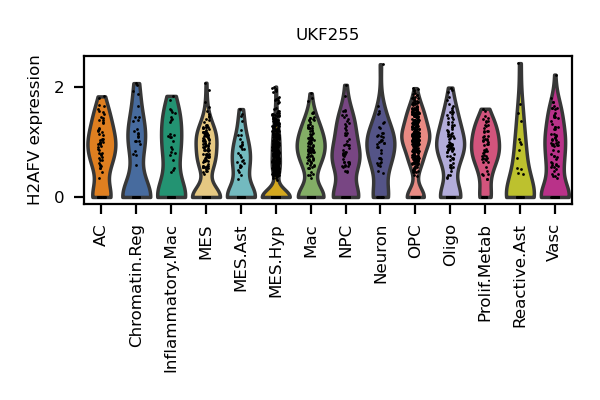 UKF255
H2AFV expression
2
0
AC
Chromatin.Reg
Inflammatory.Mac
MES
MES.Ast
MES.Hyp
Mac
NPC
Neuron
OPC
Oligo
Prolif.Metab
Reactive.Ast
Vasc